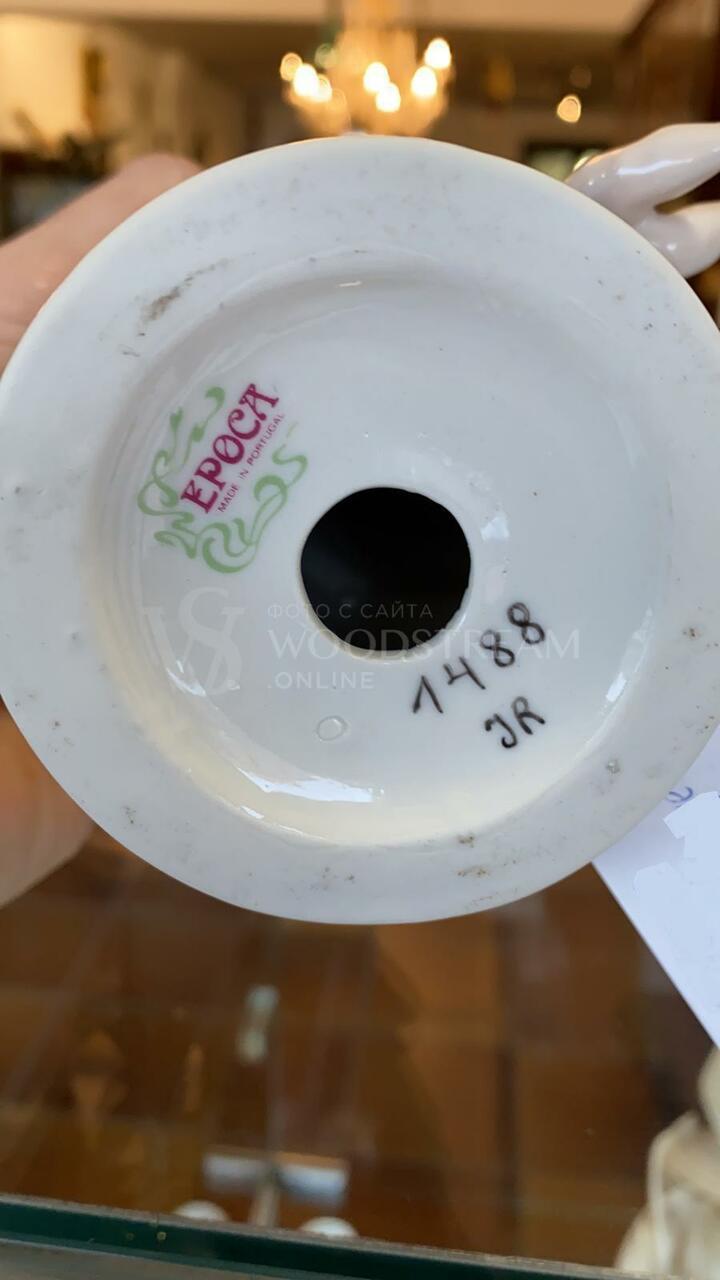 EPOCA
MADE IN PORTUGAL
ФОТО С САЙТА
WOODSTREAM
.ONLINE
1488
JR